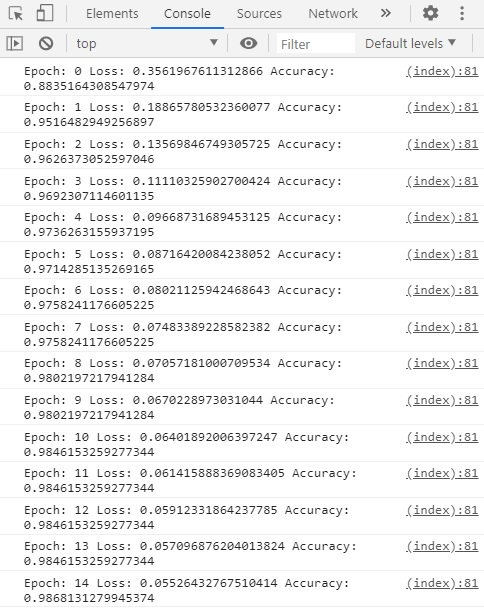 Elements Console Sources Network »
top Filter Default levels
Epoch: 0 Loss: 0.3561967611312866 Accuracy: (index):81
0.8835164308547974
Epoch: 1 Loss: 0.18865780532360077 Accuracy: (index):81
0.9516482949256897
Epoch: 2 Loss: 0.13569846749305725 Accuracy: (index):81
0.9626373052597046
Epoch: 3 Loss: 0.11110325902700424 Accuracy: (index):81
0.9692307114601135
Epoch: 4 Loss: 0.09668731689453125 Accuracy: (index):81
0.9736263155937195
Epoch: 5 Loss: 0.08716420084238052 Accuracy: (index):81
0.9714285135269165
Epoch: 6 Loss: 0.08021125942468643 Accuracy: (index):81
0.9758241176605225
Epoch: 7 Loss: 0.07483389228582382 Accuracy: (index):81
0.9758241176605225
Epoch: 8 Loss: 0.07057181000709534 Accuracy: (index):81
0.9802197217941284
Epoch: 9 Loss: 0.0670228973031044 Accuracy: (index):81
0.9802197217941284
Epoch: 10 Loss: 0.06401892006397247 Accuracy: (index):81
0.9846153259277344
Epoch: 11 Loss: 0.061415888369083405 Accuracy: (index):81
0.9846153259277344
Epoch: 12 Loss: 0.05912331864237785 Accuracy: (index):81
0.9846153259277344
Epoch: 13 Loss: 0.057096876204013824 Accuracy: (index):81
0.9846153259277344
Epoch: 14 Loss: 0.05526432767510414 Accuracy: (index):81
0.9868131279945374